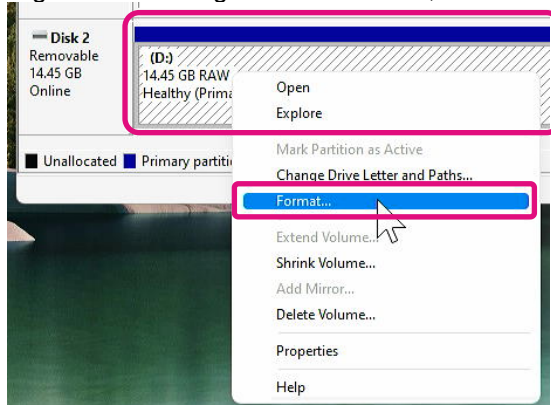 Disk 2
Removable
14.45 GB
Online
(D:)
14.45 GB RAW
Healthy (Prima
Unallocated
Primary partitio
Open
Explore
Mark Partition as Active
Change Drive Letter and Paths...
Format...
Extend Volume...
Shrink Volume...
Add Mirror...
Delete Volume...
Properties
Help